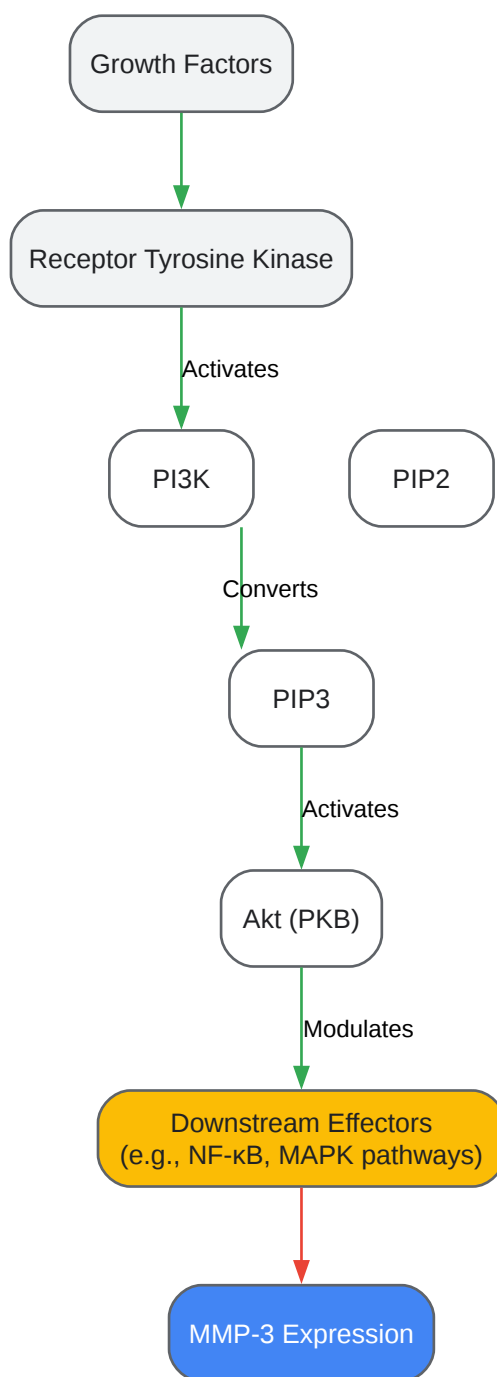 Growth Factors
Receptor Tyrosine Kinase
Activates
PI3K
PIP2
Converts
PIP3
Activates
Akt (PKB)
Modulates
Downstream Effectors
(e.g., NF-κB, MAPK pathways)
MMP-3 Expression